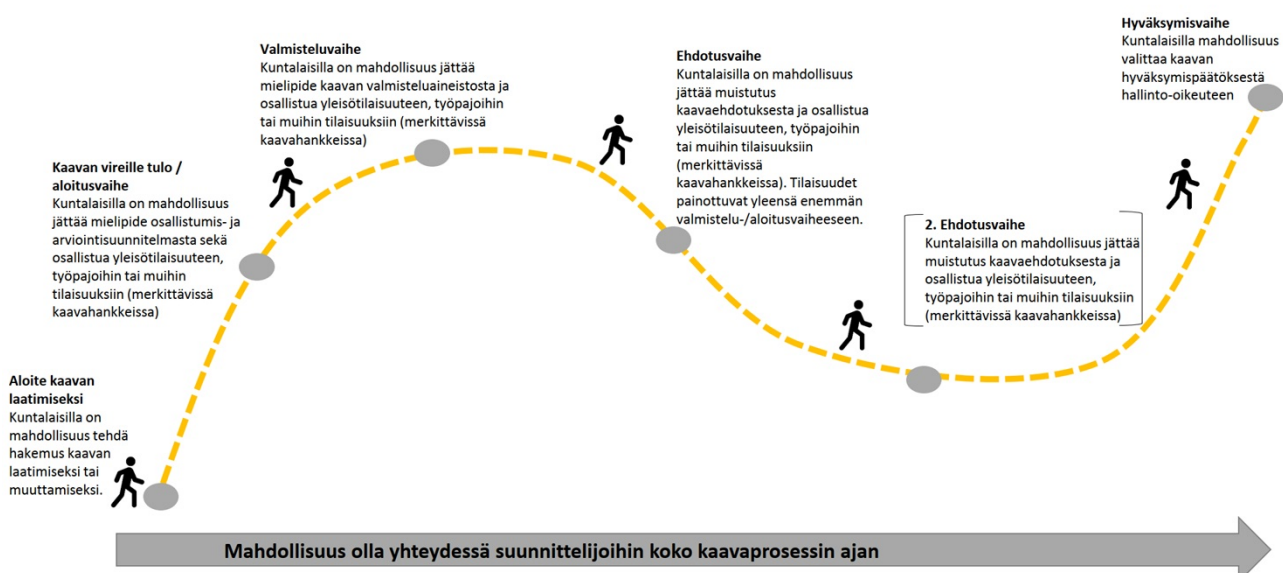 Aloite kaavan
laatimiseksi
Kuntalaisilla on
mahdollisuus tehdä
hakemus kaavan
laatimiseksi tai
muuttamiseksi.
Kaavan vireille tulo /
aloitusvaihe
Kuntalaisilla on mahdollisuus
jättää mielipide osallistumis- ja
arviointisuunnitelmasta sekä
osallistua yleisötilaisuuteen,
työpajoihin tai muihin
tilaisuuksiin (merkittävissä
kaavahankkeissa)
Valmisteluvaihe
Kuntalaisilla on mahdollisuus jättää
mielipide kaavan valmisteluaineistosta ja
osallistua yleisötilaisuuteen, työpajoihin
tai muihin tilaisuuksiin (merkittävissä
kaavahankkeissa)
Ehdotusvaihe
Kuntalaisilla on mahdollisuus
jättää muistutus
kaavaehdotuksesta ja osallistua
yleisötilaisuuteen, työpajoihin
tai muihin tilaisuuksiin
(merkittävissä
kaavahankkeissa). Tilaisuudet
painottuvat yleensä enemmän
valmistelu-/aloitusvaiheeseen.
2. Ehdotusvaihe
Kuntalaisilla on mahdollisuus jättää
muistutus kaavaehdotuksesta ja
osallistua yleisötilaisuuteen,
työpajoihin tai muihin tilaisuuksiin
(merkittävissä kaavahankkeissa)
Hyväksymisvaihe
Kuntalaisilla mahdollisuus
valittaa kaavan
hyväksymispäätöksestä
hallinto-oikeuteen
Mahdollisuus olla yhteydessä suunnittelijoihin koko kaavaprosessin ajan